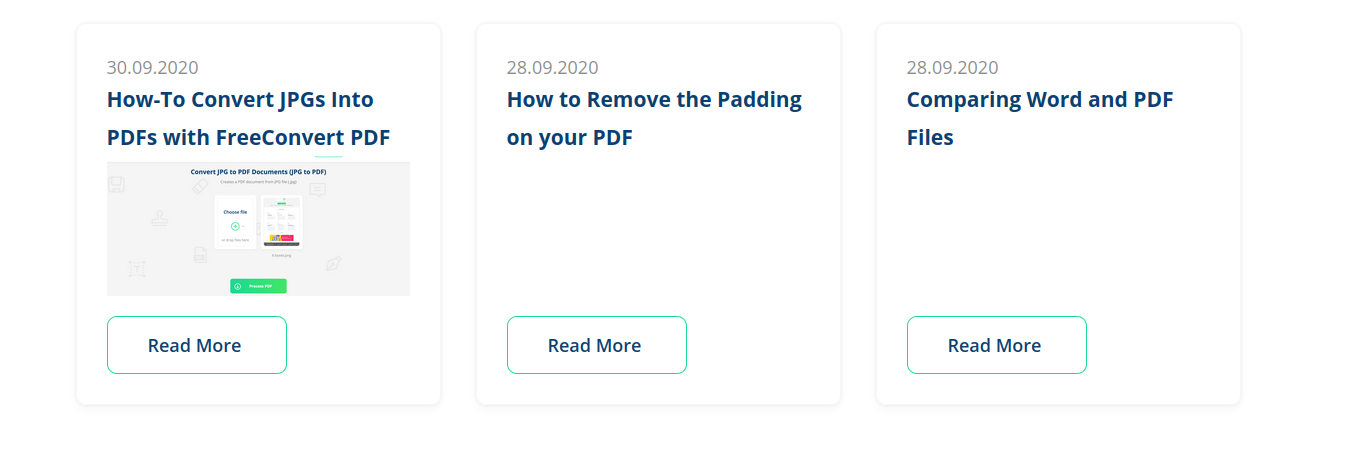 30.09.2020
How-To Convert JPGs Into
PDFs with FreeConvert PDF
Convert JPG to PDF Documents (JPG to PDF)
Creates a PDF document from JPG file (.jpg)
Choose file
or drop files here
Process PDF
Read More
28.09.2020
How to Remove the Padding
on your PDF
Read More
28.09.2020
Comparing Word and PDF
Files
Read More